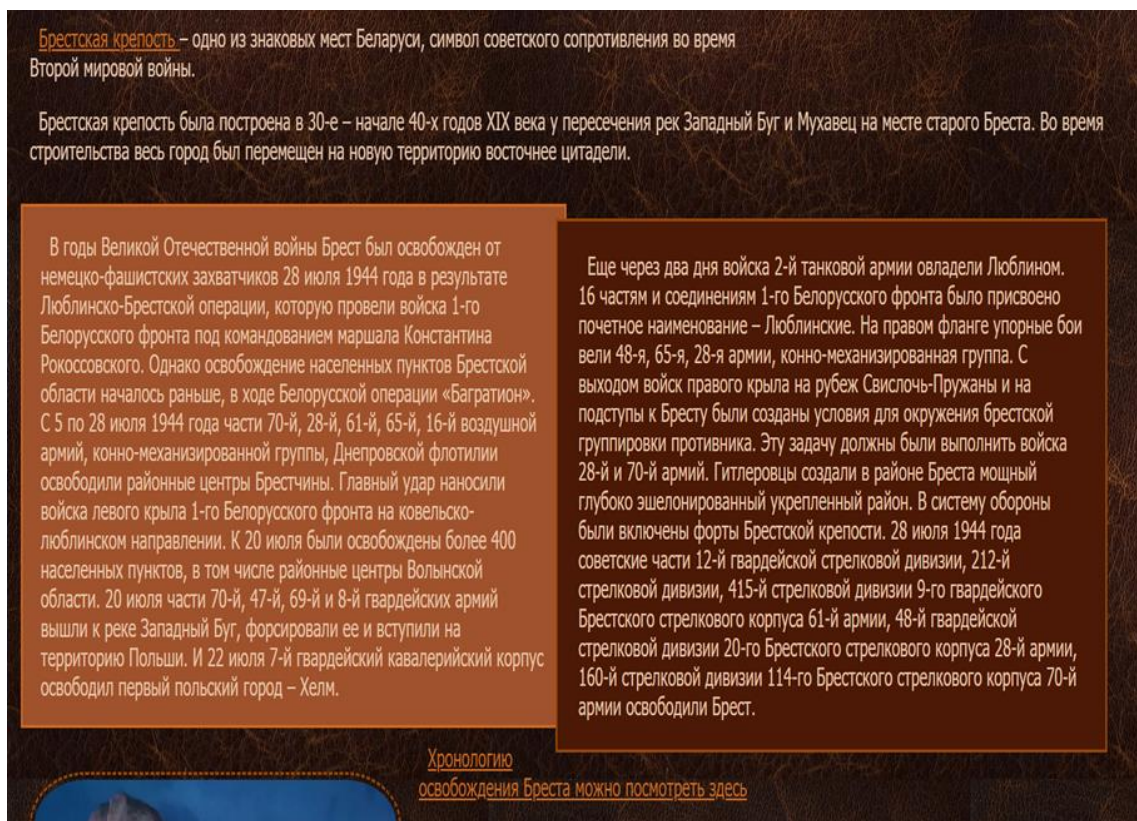 Брестская крепость – одно из знаковых мест Беларуси, символ советского сопротивления во время
Второй мировой войны.
Брестская крепость была построена в 30-е – начале 40-х годов XIX века у пересечения рек Западный Буг и Мухавец на месте старого Бреста. Во время
строительства весь город был перемещен на новую территорию восточнее цитадели.
В годы Великой Отечественной войны Брест был освобожден от
немецко-фашистских захватчиков 28 июля 1944 года в результате
Люблинско-Брестской операции, которую провели войска 1-го
Белорусского фронта под командованием маршала Константина
Рокоссовского. Однако освобождение населенных пунктов Брестской
области началось раньше, в ходе Белорусской операции «Багратион».
С 5 по 28 июля 1944 года части 70-й, 28-й, 61-й, 65-й, 16-й воздушной
армий, конно-механизированной группы, Днепровской флотилии
освободили районные центры Брестчины. Главный удар наносили
войска левого крыла 1-го Белорусского фронта на ковельско-
люблинском направлении. К 20 июля были освобождены более 400
населенных пунктов, в том числе районные центры Волынской
области. 20 июля части 70-й, 47-й, 69-й и 8-й гвардейских армий
вышли к реке Западный Буг, форсировали ее и вступили на
территорию Польши. И 22 июля 7-й гвардейский кавалерийский корпус
освободил первый польский город – Хелм.
Еще через два дня войска 2-й танковой армии овладели Люблином.
16 частям и соединениям 1-го Белорусского фронта было присвоено
почетное наименование – Люблинские. На правом фланге упорные бои
вели 48-я, 65-я, 28-я армии, конно-механизированная группа. С
выходом войск правого крыла на рубеж Свислочь-Пружаны и на
подступы к Бресту были созданы условия для окружения брестской
группировки противника. Эту задачу должны были выполнить войска
28-й и 70-й армий. Гитлеровцы создали в районе Бреста мощный
глубоко эшелонированный укрепленный район. В систему обороны
были включены форты Брестской крепости. 28 июля 1944 года
советские части 12-й гвардейской стрелковой дивизии, 212-й
стрелковой дивизии, 415-й стрелковой дивизии 9-го гвардейского
Брестского стрелкового корпуса 61-й армии, 48-й гвардейской
стрелковой дивизии 20-го Брестского стрелкового корпуса 28-й армии,
160-й стрелковой дивизии 114-го Брестского стрелкового корпуса 70-й
армии освободили Брест.
Хронологию
освобождения Бреста можно посмотреть здесь